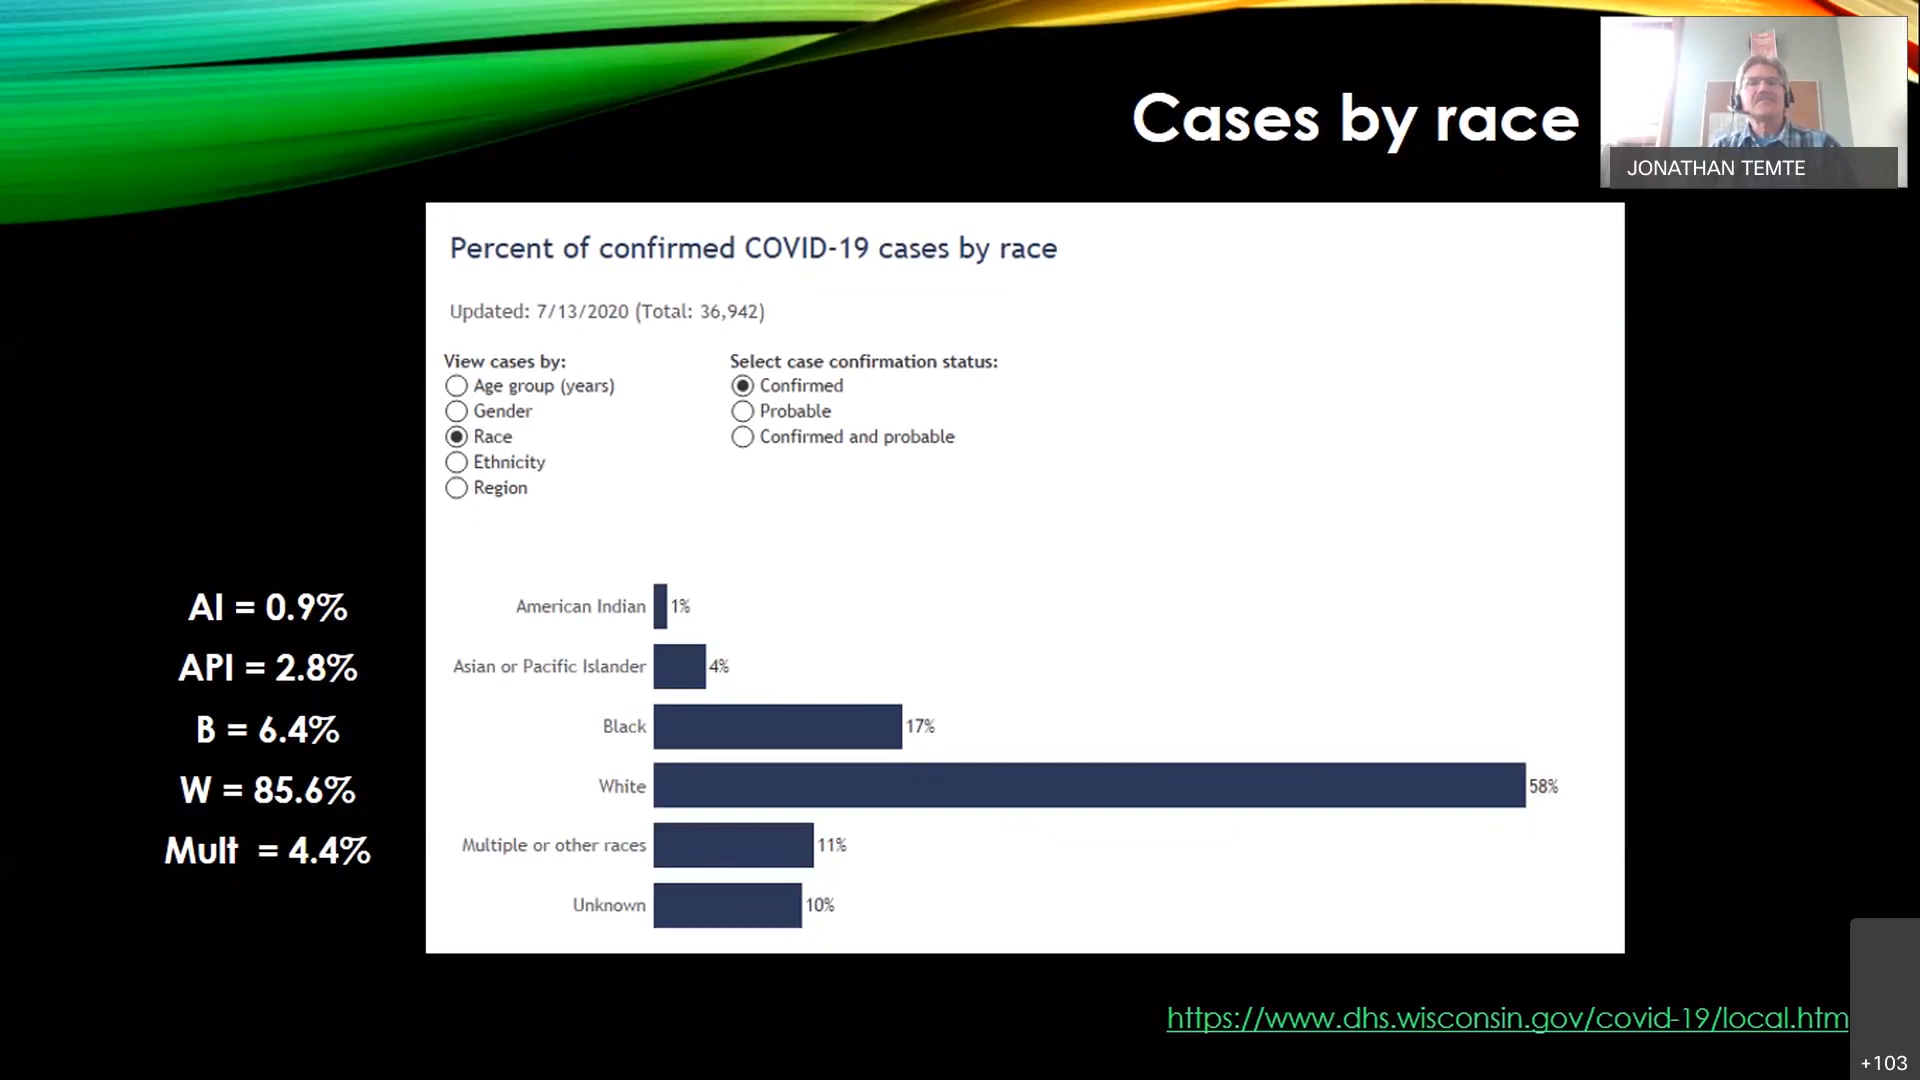 Cases by race
JONATHAN TEMTE
Percent of confirmed COVID-19 cases by race
Updated: 7/13/2020 (Total: 36,942)
View cases by:
Age group (years)
Gender
Race
Ethnicity
Region
Select case confirmation status:
Confirmed
Probable
Confirmed and probable
AI = 0.9%
API = 2.8%
B = 6.4%
W = 85.6%
Mult = 4.4%
American Indian 1%
Asian or Pacific Islander 4%
Black 17%
White 58%
Multiple or other races 11%
Unknown 10%
https://www.dhs.wisconsin.gov/covid-19/local.htm
+103